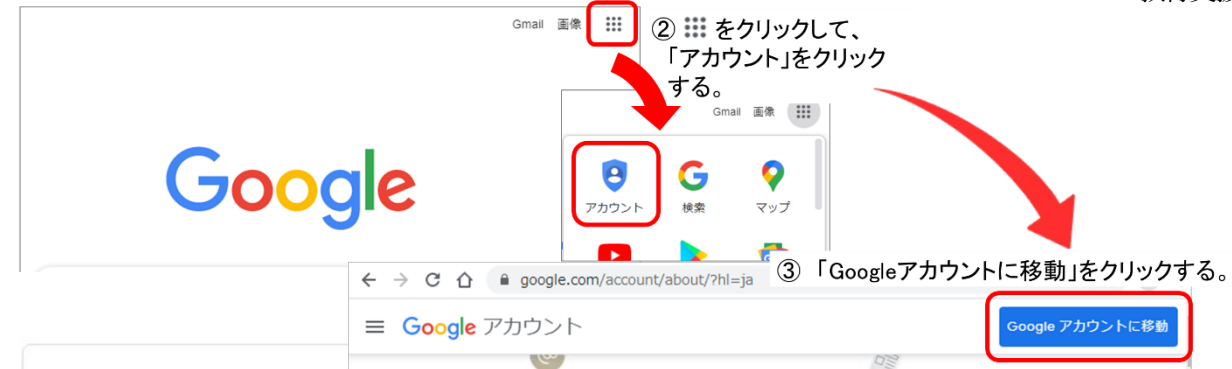 Gmail 画像
② をクリックして、
「アカウント」をクリック
する。
Google
Gmail 画像
アカウント 検索 マップ
③ 「Googleアカウントに移動」をクリックする。
google.com/account/about/?hl=ja
Google アカウント
Google アカウントに移動